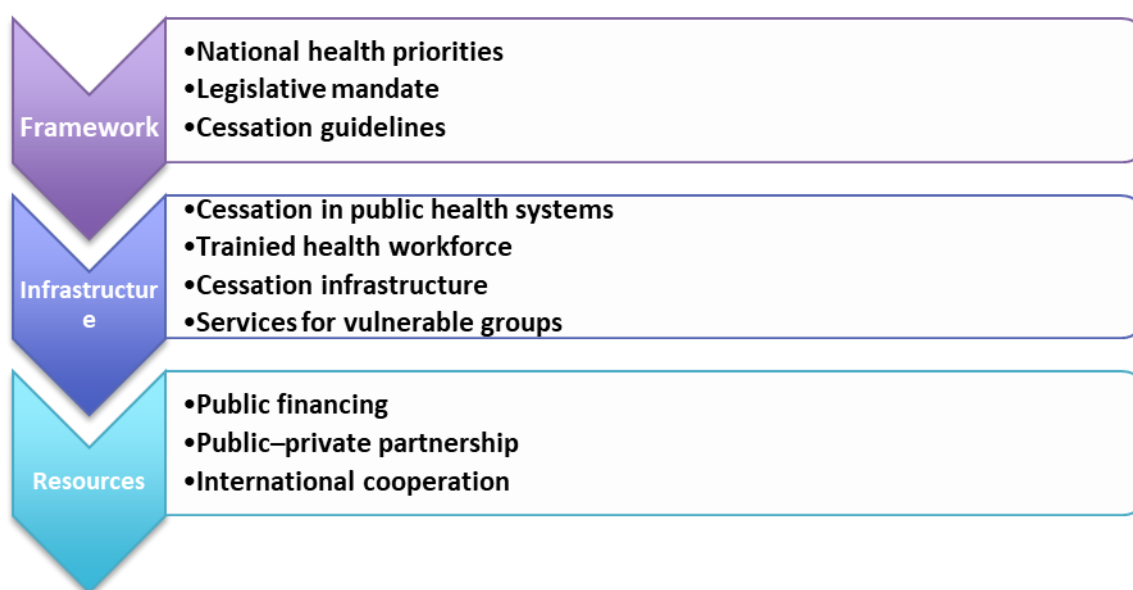 Framework
•National health priorities
•Legislative mandate
•Cessation guidelines
Infrastructur
e
•Cessation in public health systems
•Trainied health workforce
•Cessation infrastructure
•Services for vulnerable groups
Resources
•Public financing
•Public–private partnership
•International cooperation